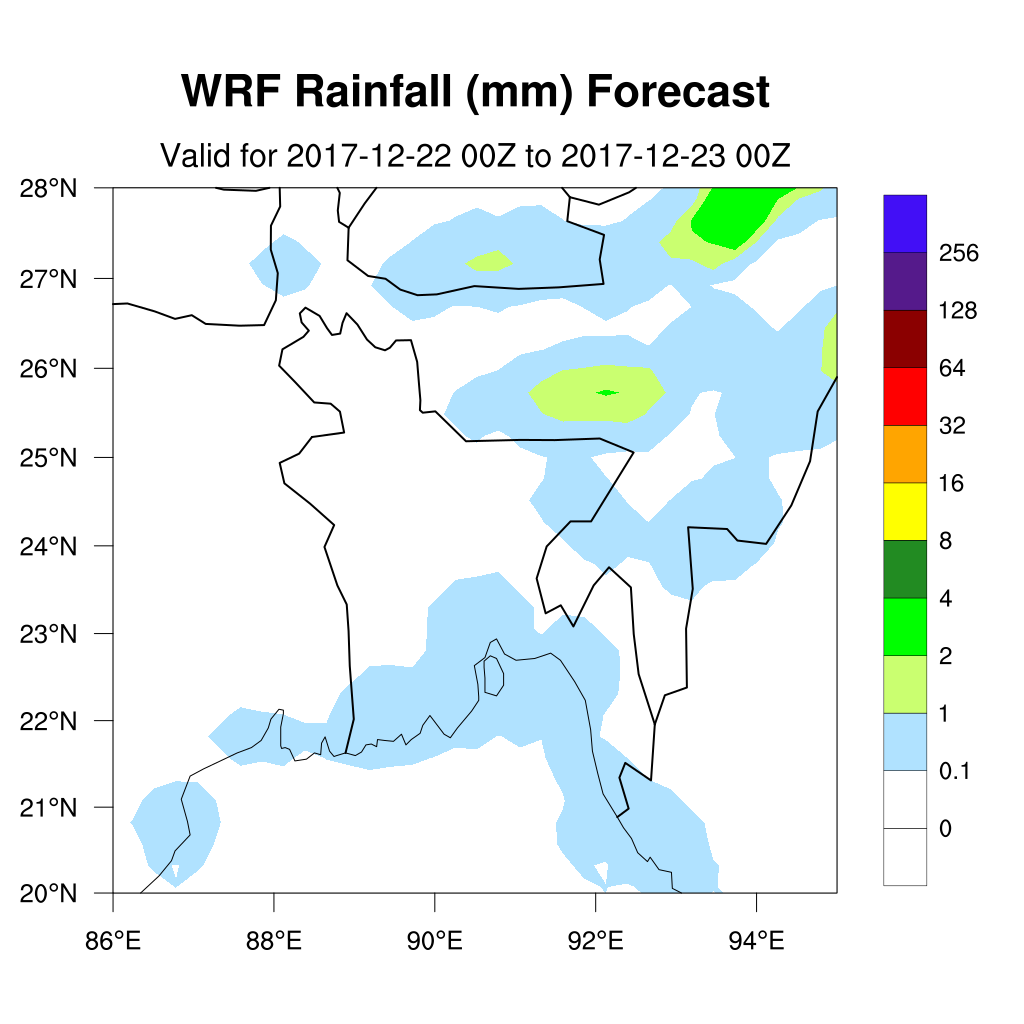 WRF Rainfall (mm) Forecast
Valid for 2017-12-22 00Z to 2017-12-23 00Z
28°N
27°N
26°N
25°N
24°N
23°N
22°N
21°N
20°N
86°E 88°E 90°E 92°E 94°E
256
128
64
32
16
8
4
2
1
0.1
0